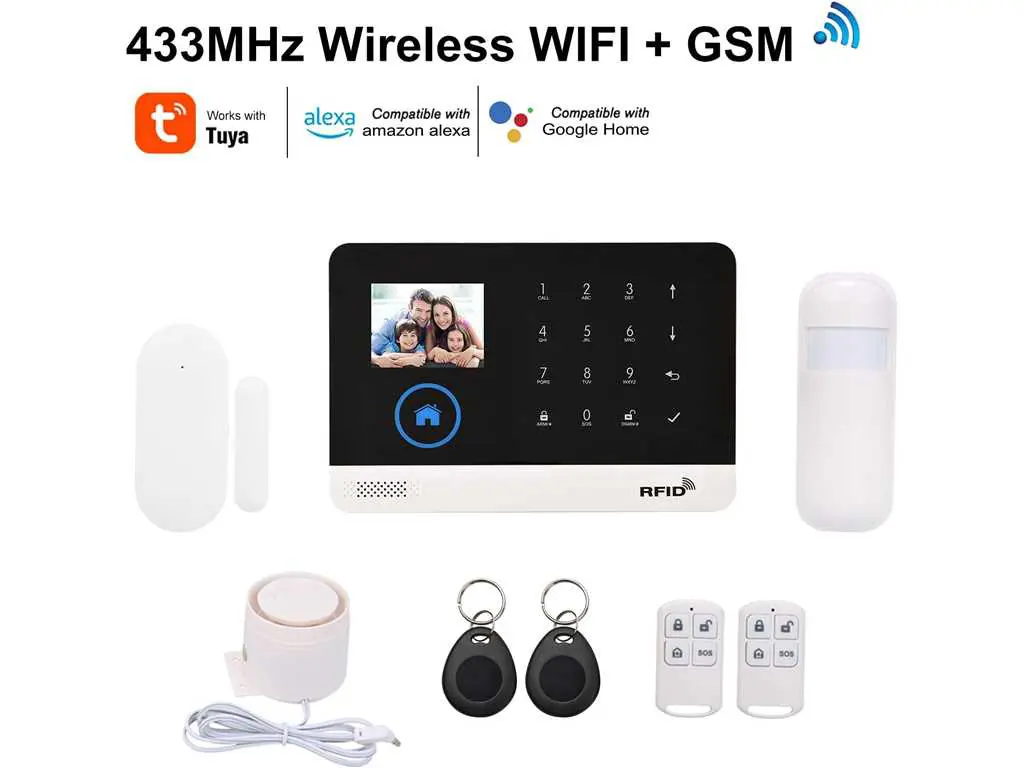 433MHz Wireless WIFI + GSM
Works with
Tuya
alexa
Compatible with
amazon alexa
Compatible with
Google Home
1 2 3
CALL ABC DEF
4 5 6
GHI JKL MNO
7 8 9
PQRS TUV WXYZ
0
ARM/# SOS DISARM/#
RFID
SOS SOS